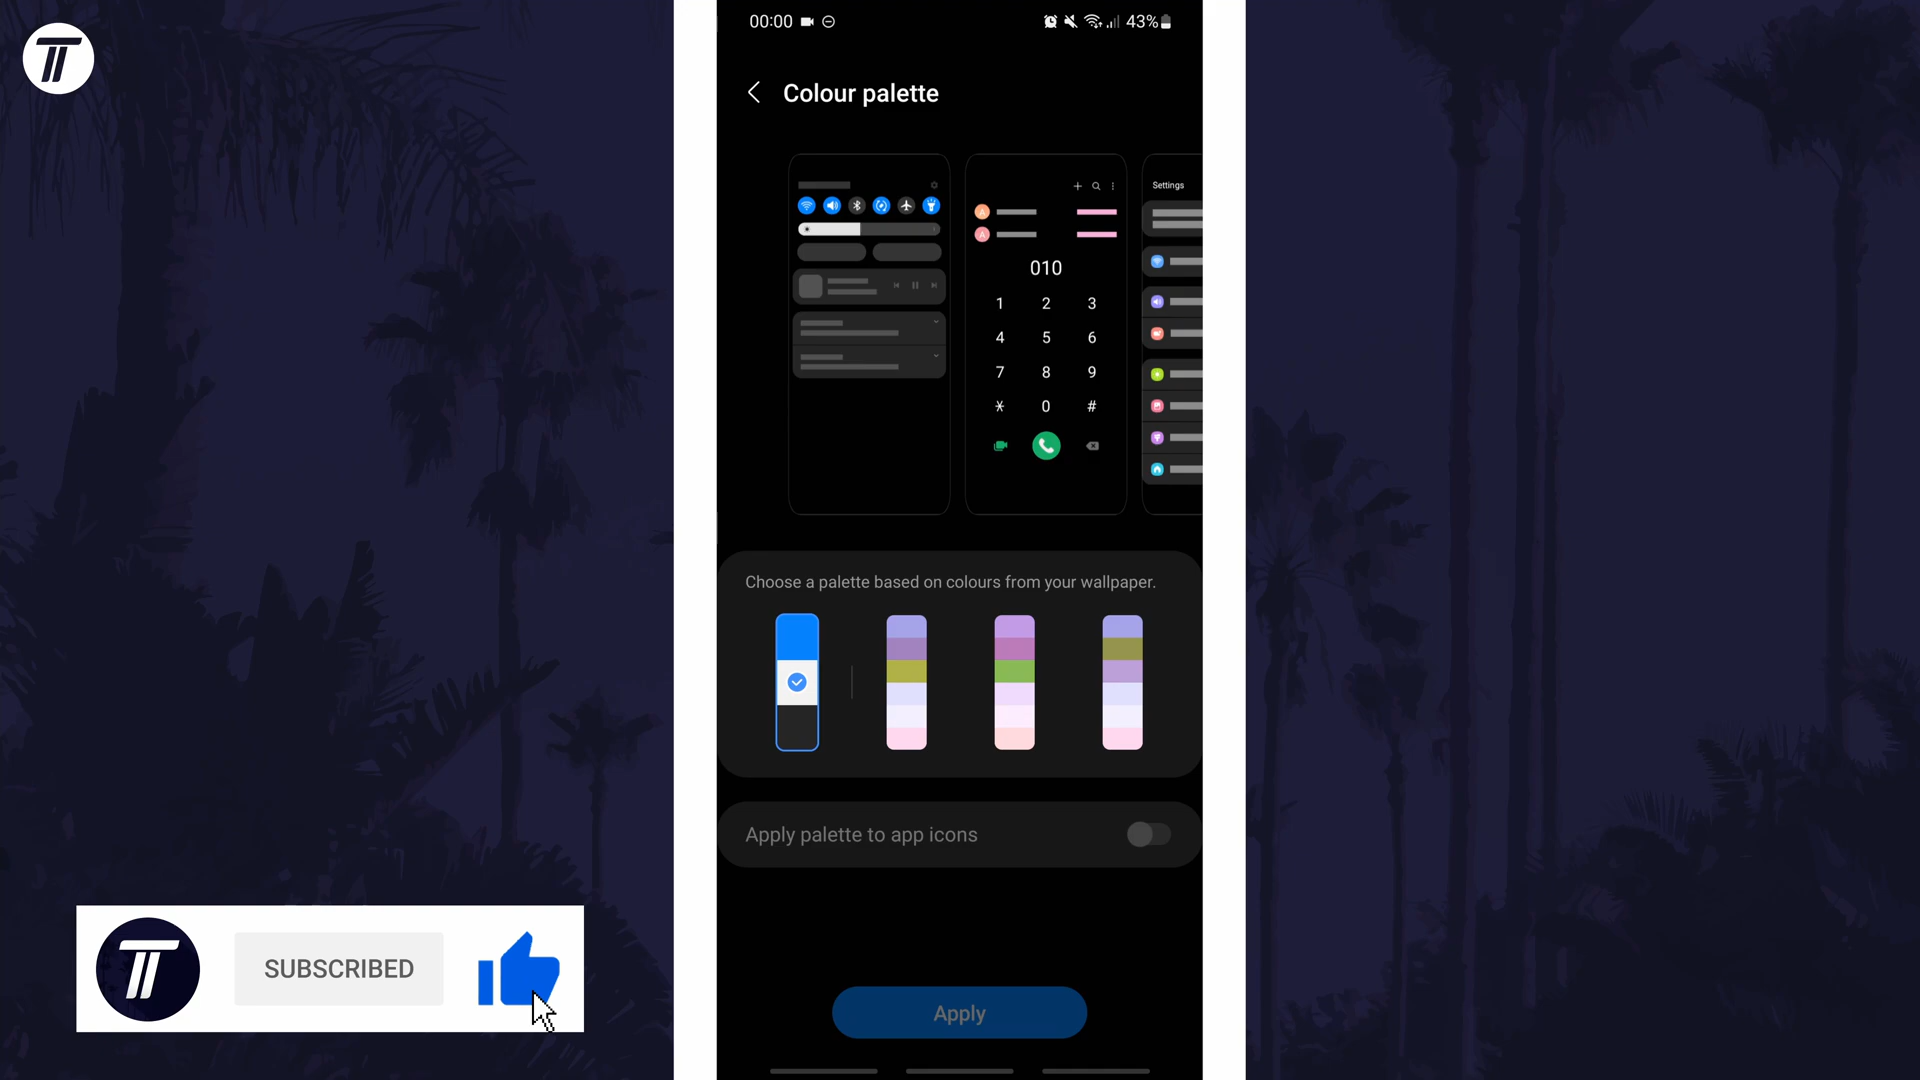 00:00
43%
Colour palette
Settings
A
A
010
1 2 3
4 5 6
7 8 9
* 0 #
Choose a palette based on colours from your wallpaper.
Apply palette to app icons
Apply
SUBSCRIBED